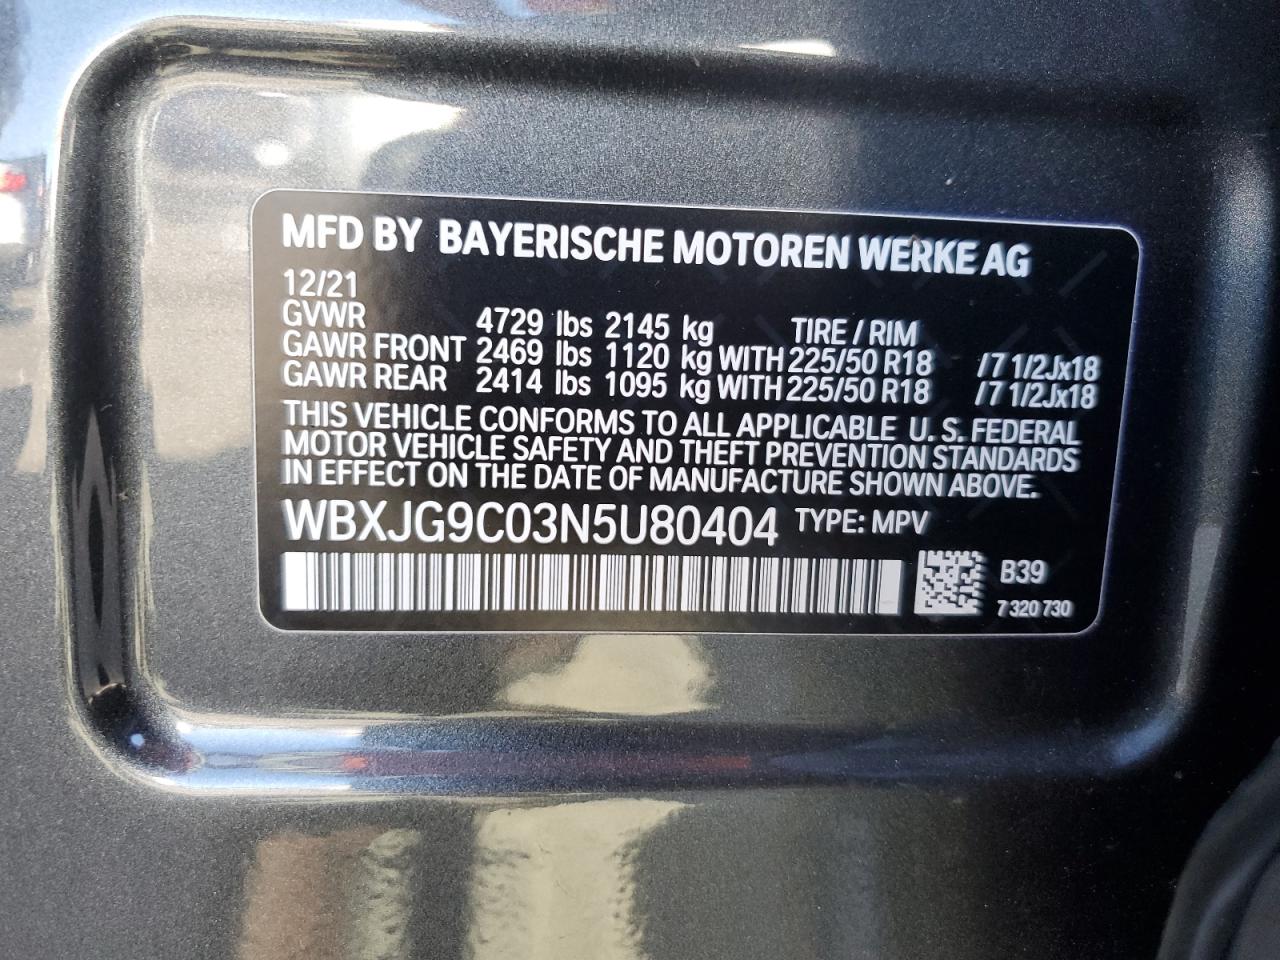 MFD BY BAYERISCHE MOTOREN WERKE AG
12/21
GVWR 4729 lbs 2145 kg TIRE / RIM
GAWR FRONT 2469 lbs 1120 kg WITH 225/50 R18 /7 1/2Jx18
GAWR REAR 2414 lbs 1095 kg WITH 225/50 R18 /7 1/2Jx18
THIS VEHICLE CONFORMS TO ALL APPLICABLE U. S. FEDERAL
MOTOR VEHICLE SAFETY AND THEFT PREVENTION STANDARDS
IN EFFECT ON THE DATE OF MANUFACTURE SHOWN ABOVE.
WBXJG9C03N5U80404 TYPE: MPV
B39
7 320 730